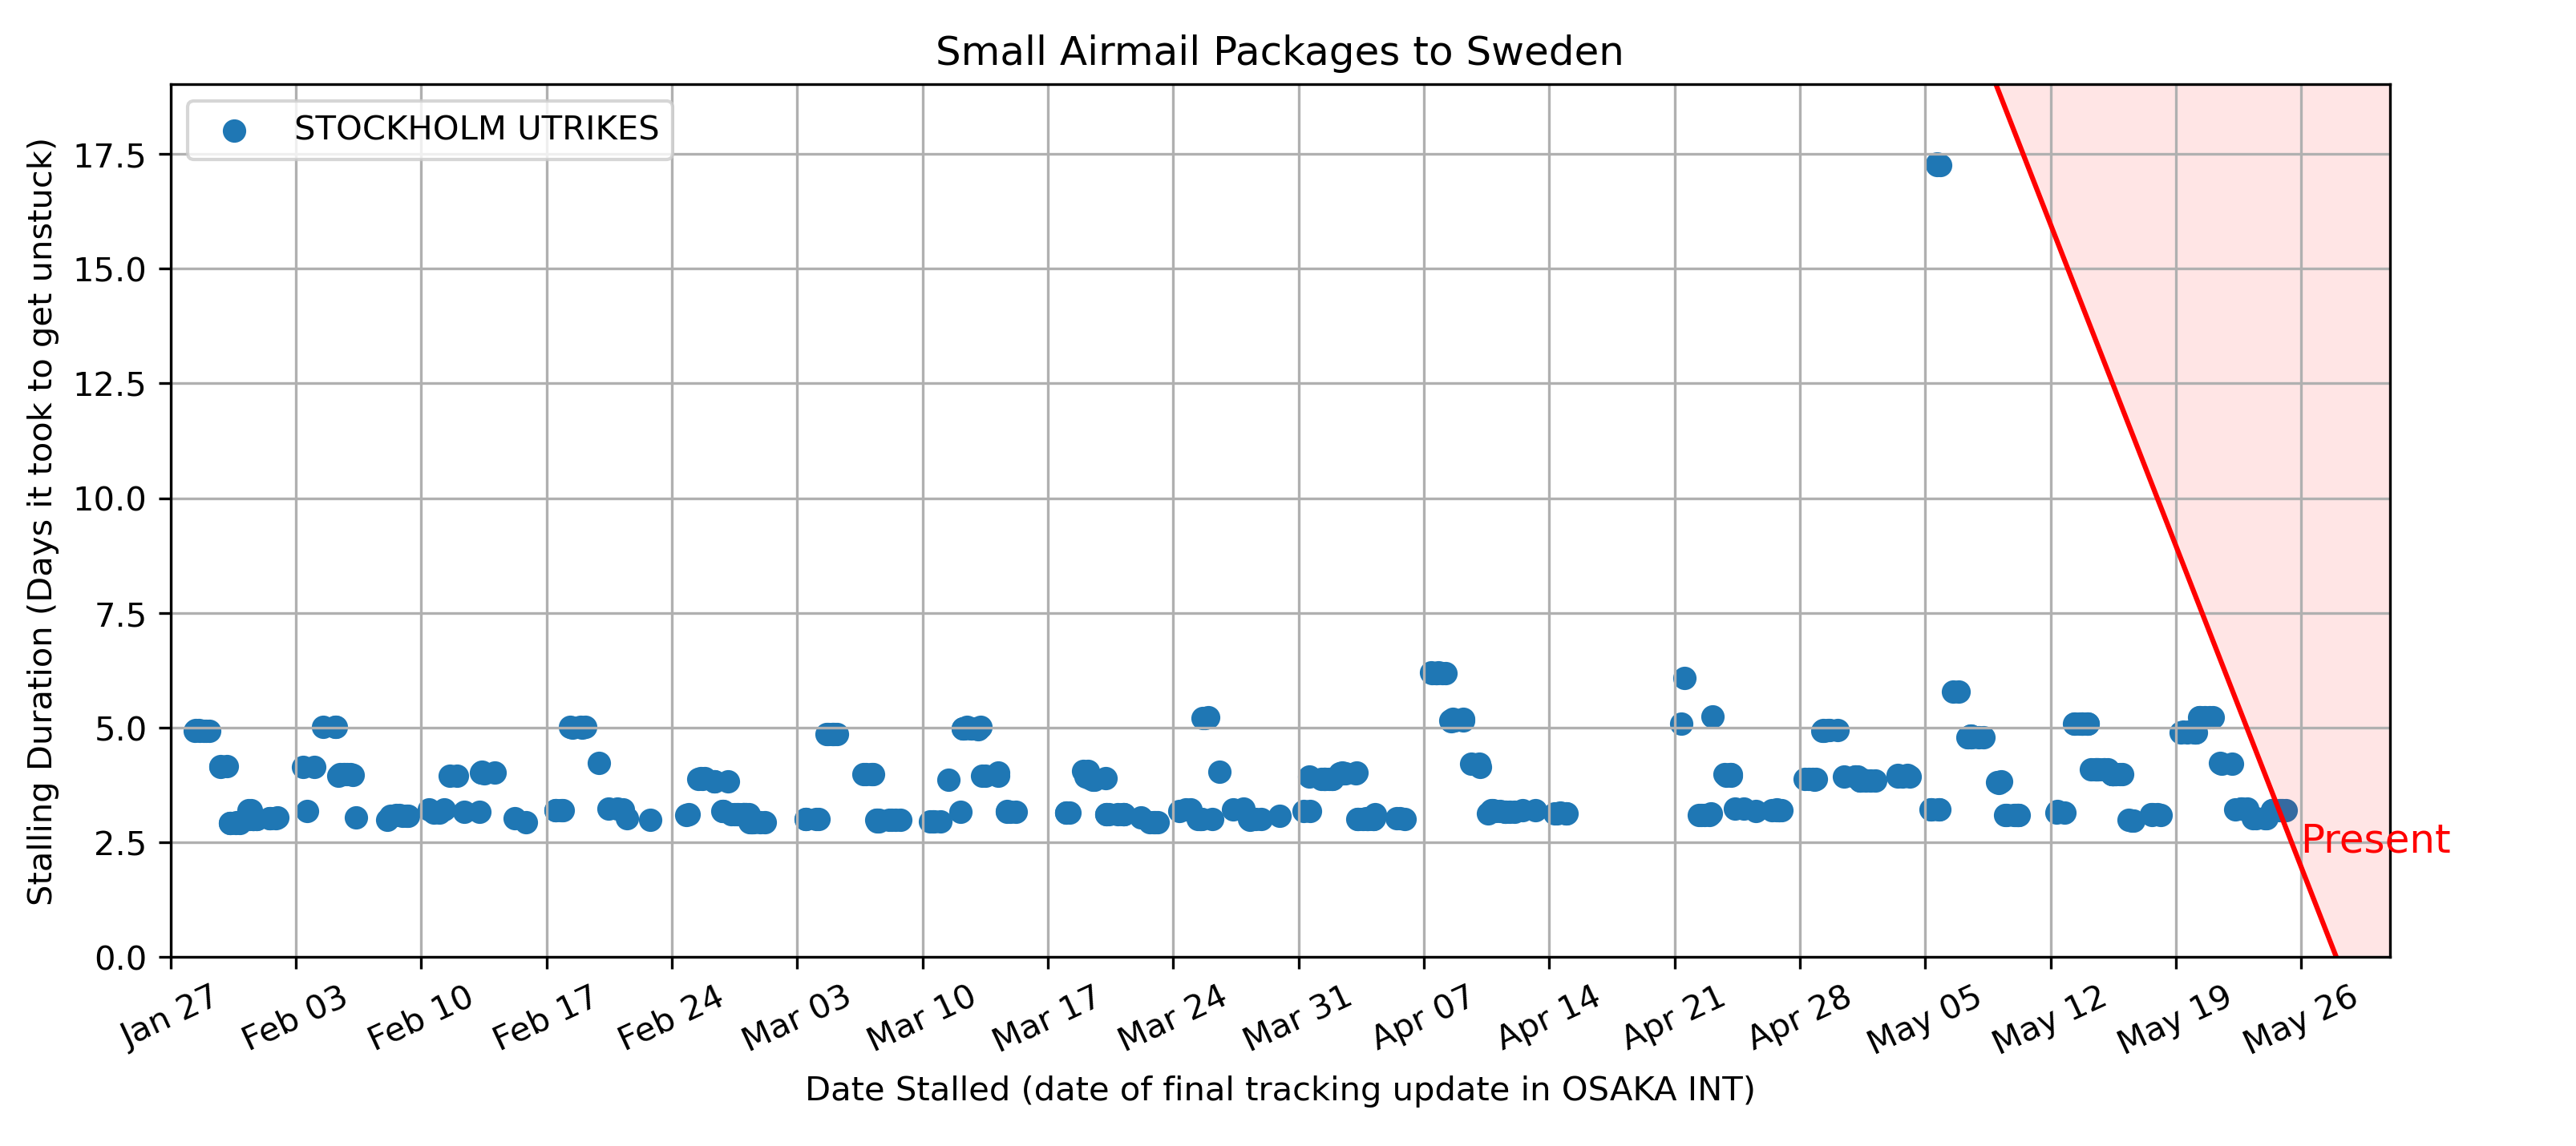 Small Airmail Packages to Sweden
STOCKHOLM UTRIKES
Stalling Duration (Days it took to get unstuck)
17.5
15.0
12.5
10.0
7.5
5.0
2.5
0.0
Present
Jan 27
Feb 03
Feb 10
Feb 17
Feb 24
Mar 03
Mar 10
Mar 17
Mar 24
Mar 31
Apr 07
Apr 14
Apr 21
Apr 28
May 05
May 12
May 19
May 26
Date Stalled (date of final tracking update in OSAKA INT)